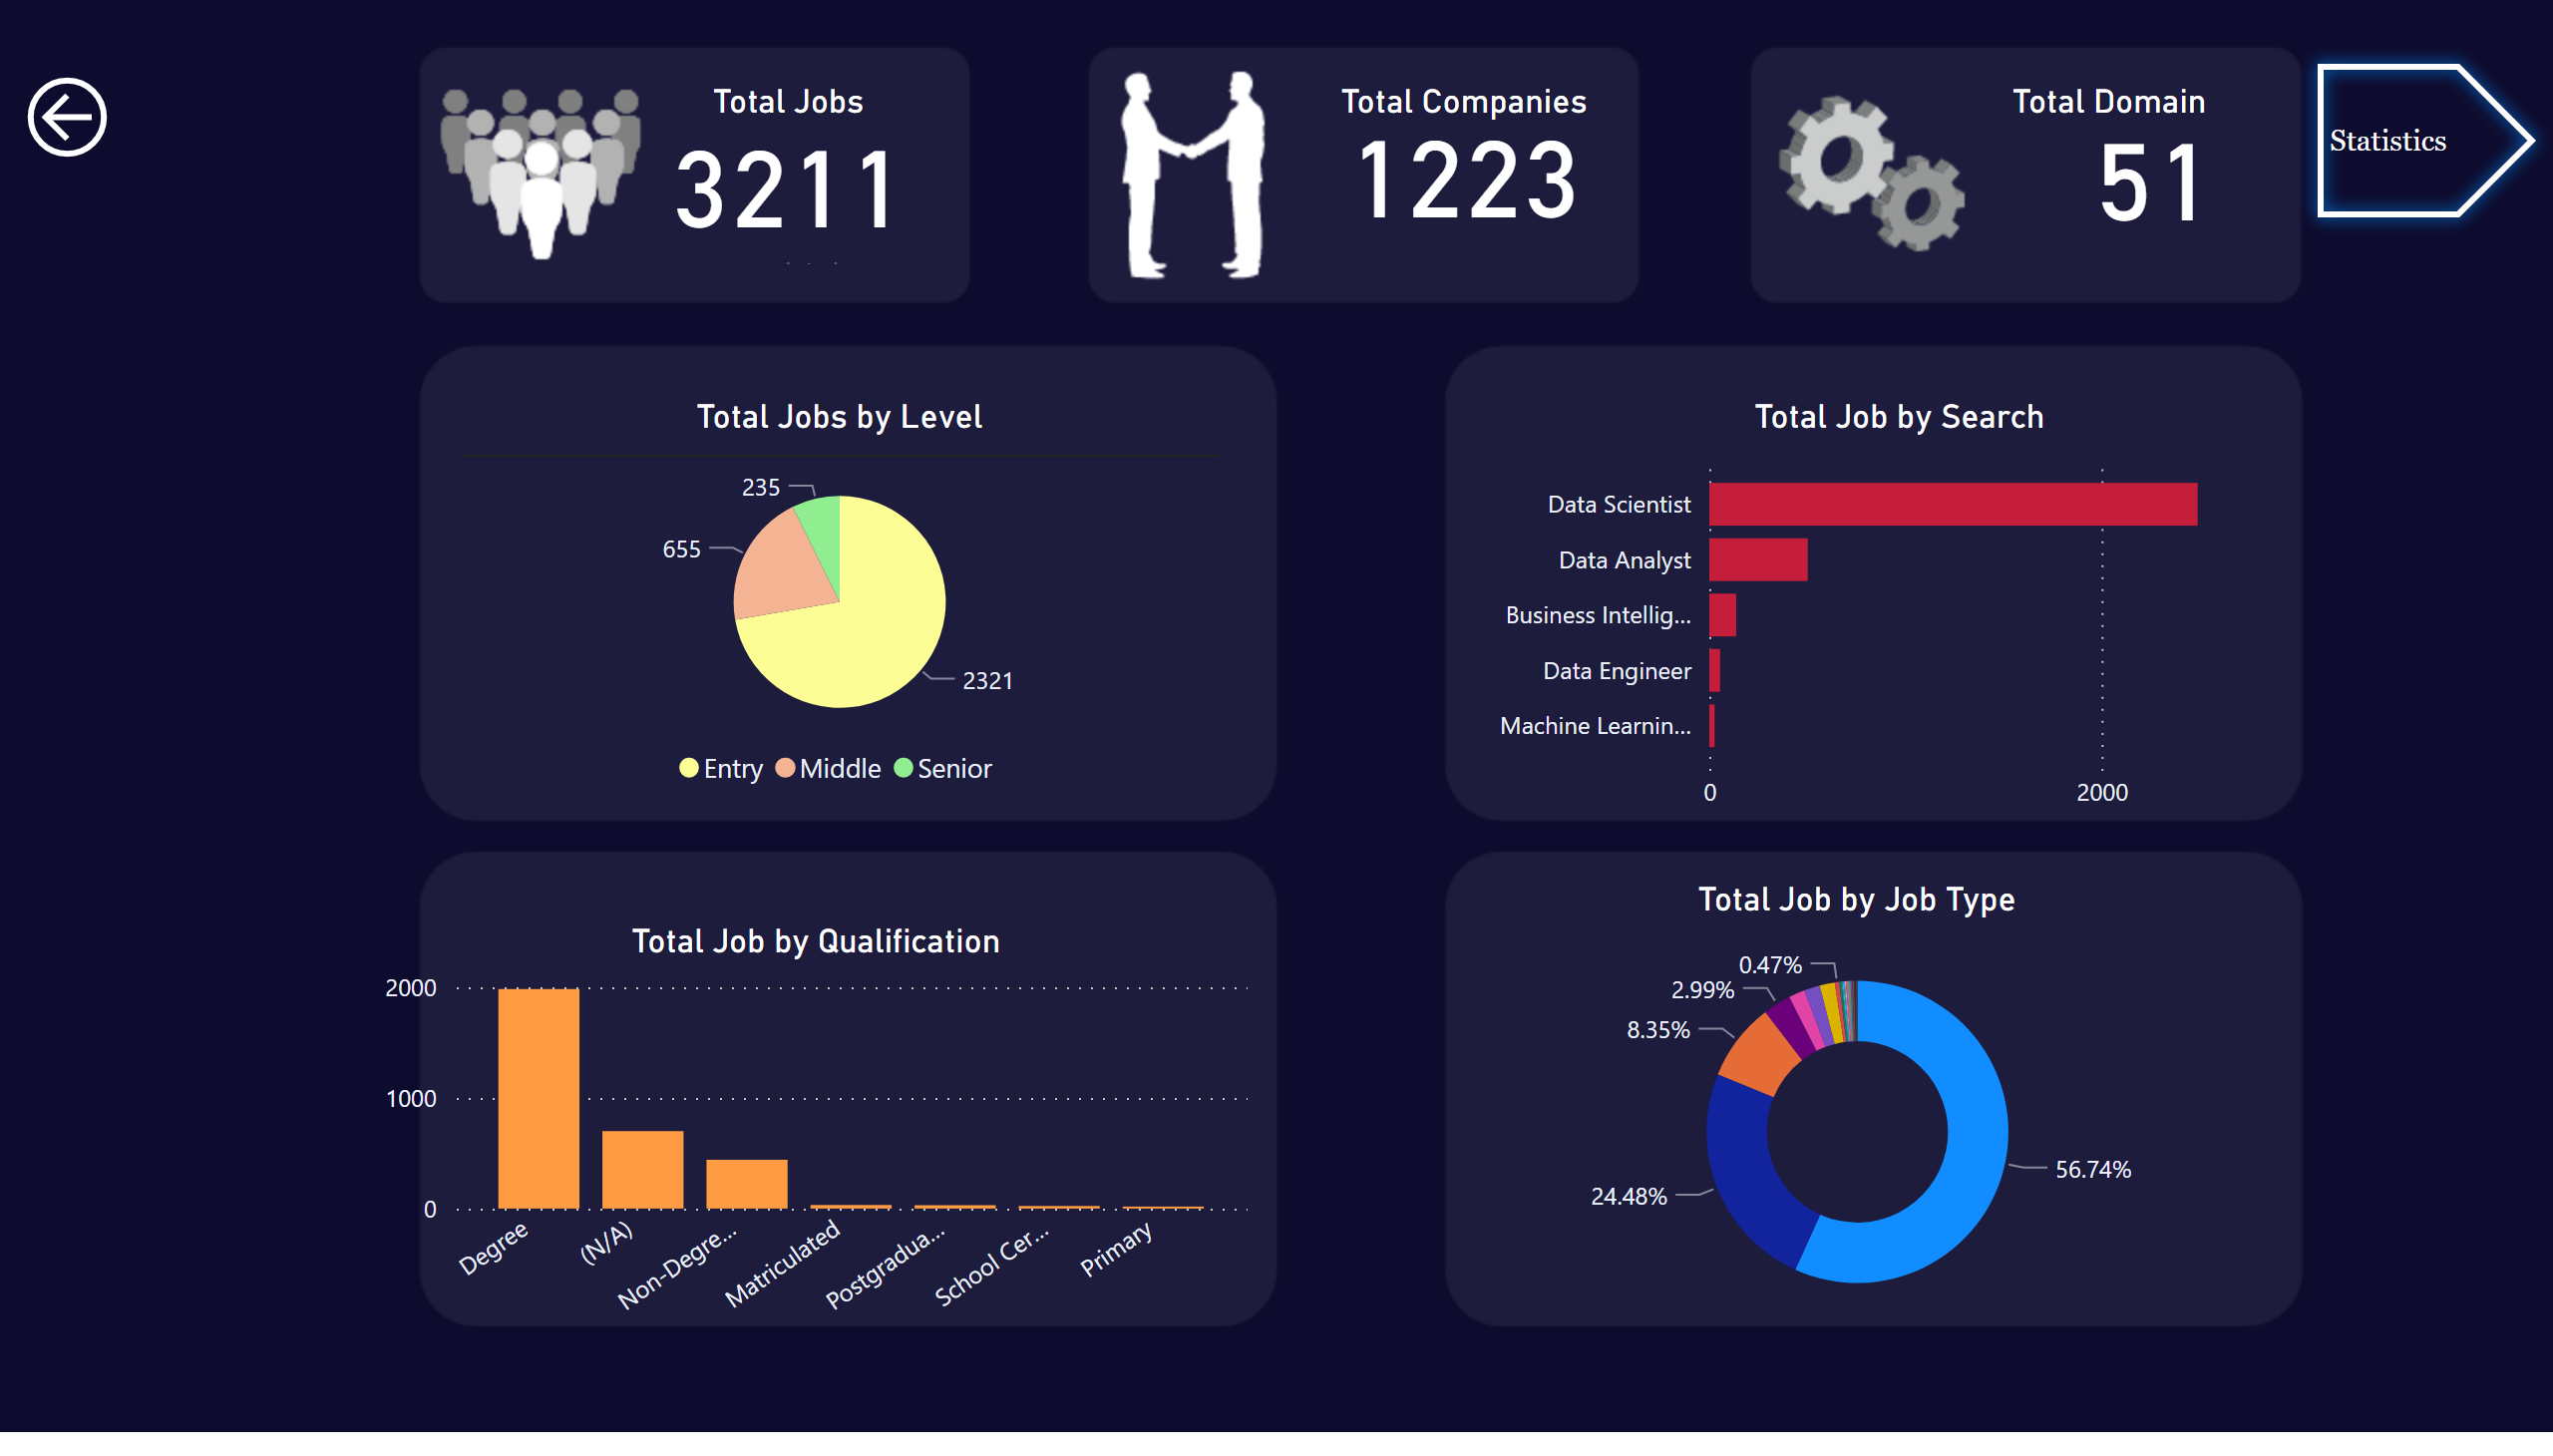 Total Jobs
3211
Total Companies
1223
Total Domain
51
Statistics
Total Jobs by Level
235
655
2321
Entry Middle Senior
Total Job by Search
Data Scientist
Data Analyst
Business Intellig...
Data Engineer
Machine Learnin...
0 2000
Total Job by Qualification
2000
1000
0
Degree
(N/A)
Non-Degre...
Matriculated
Postgradua...
School Cer...
Primary
Total Job by Job Type
0.47%
2.99%
8.35%
24.48%
56.74%